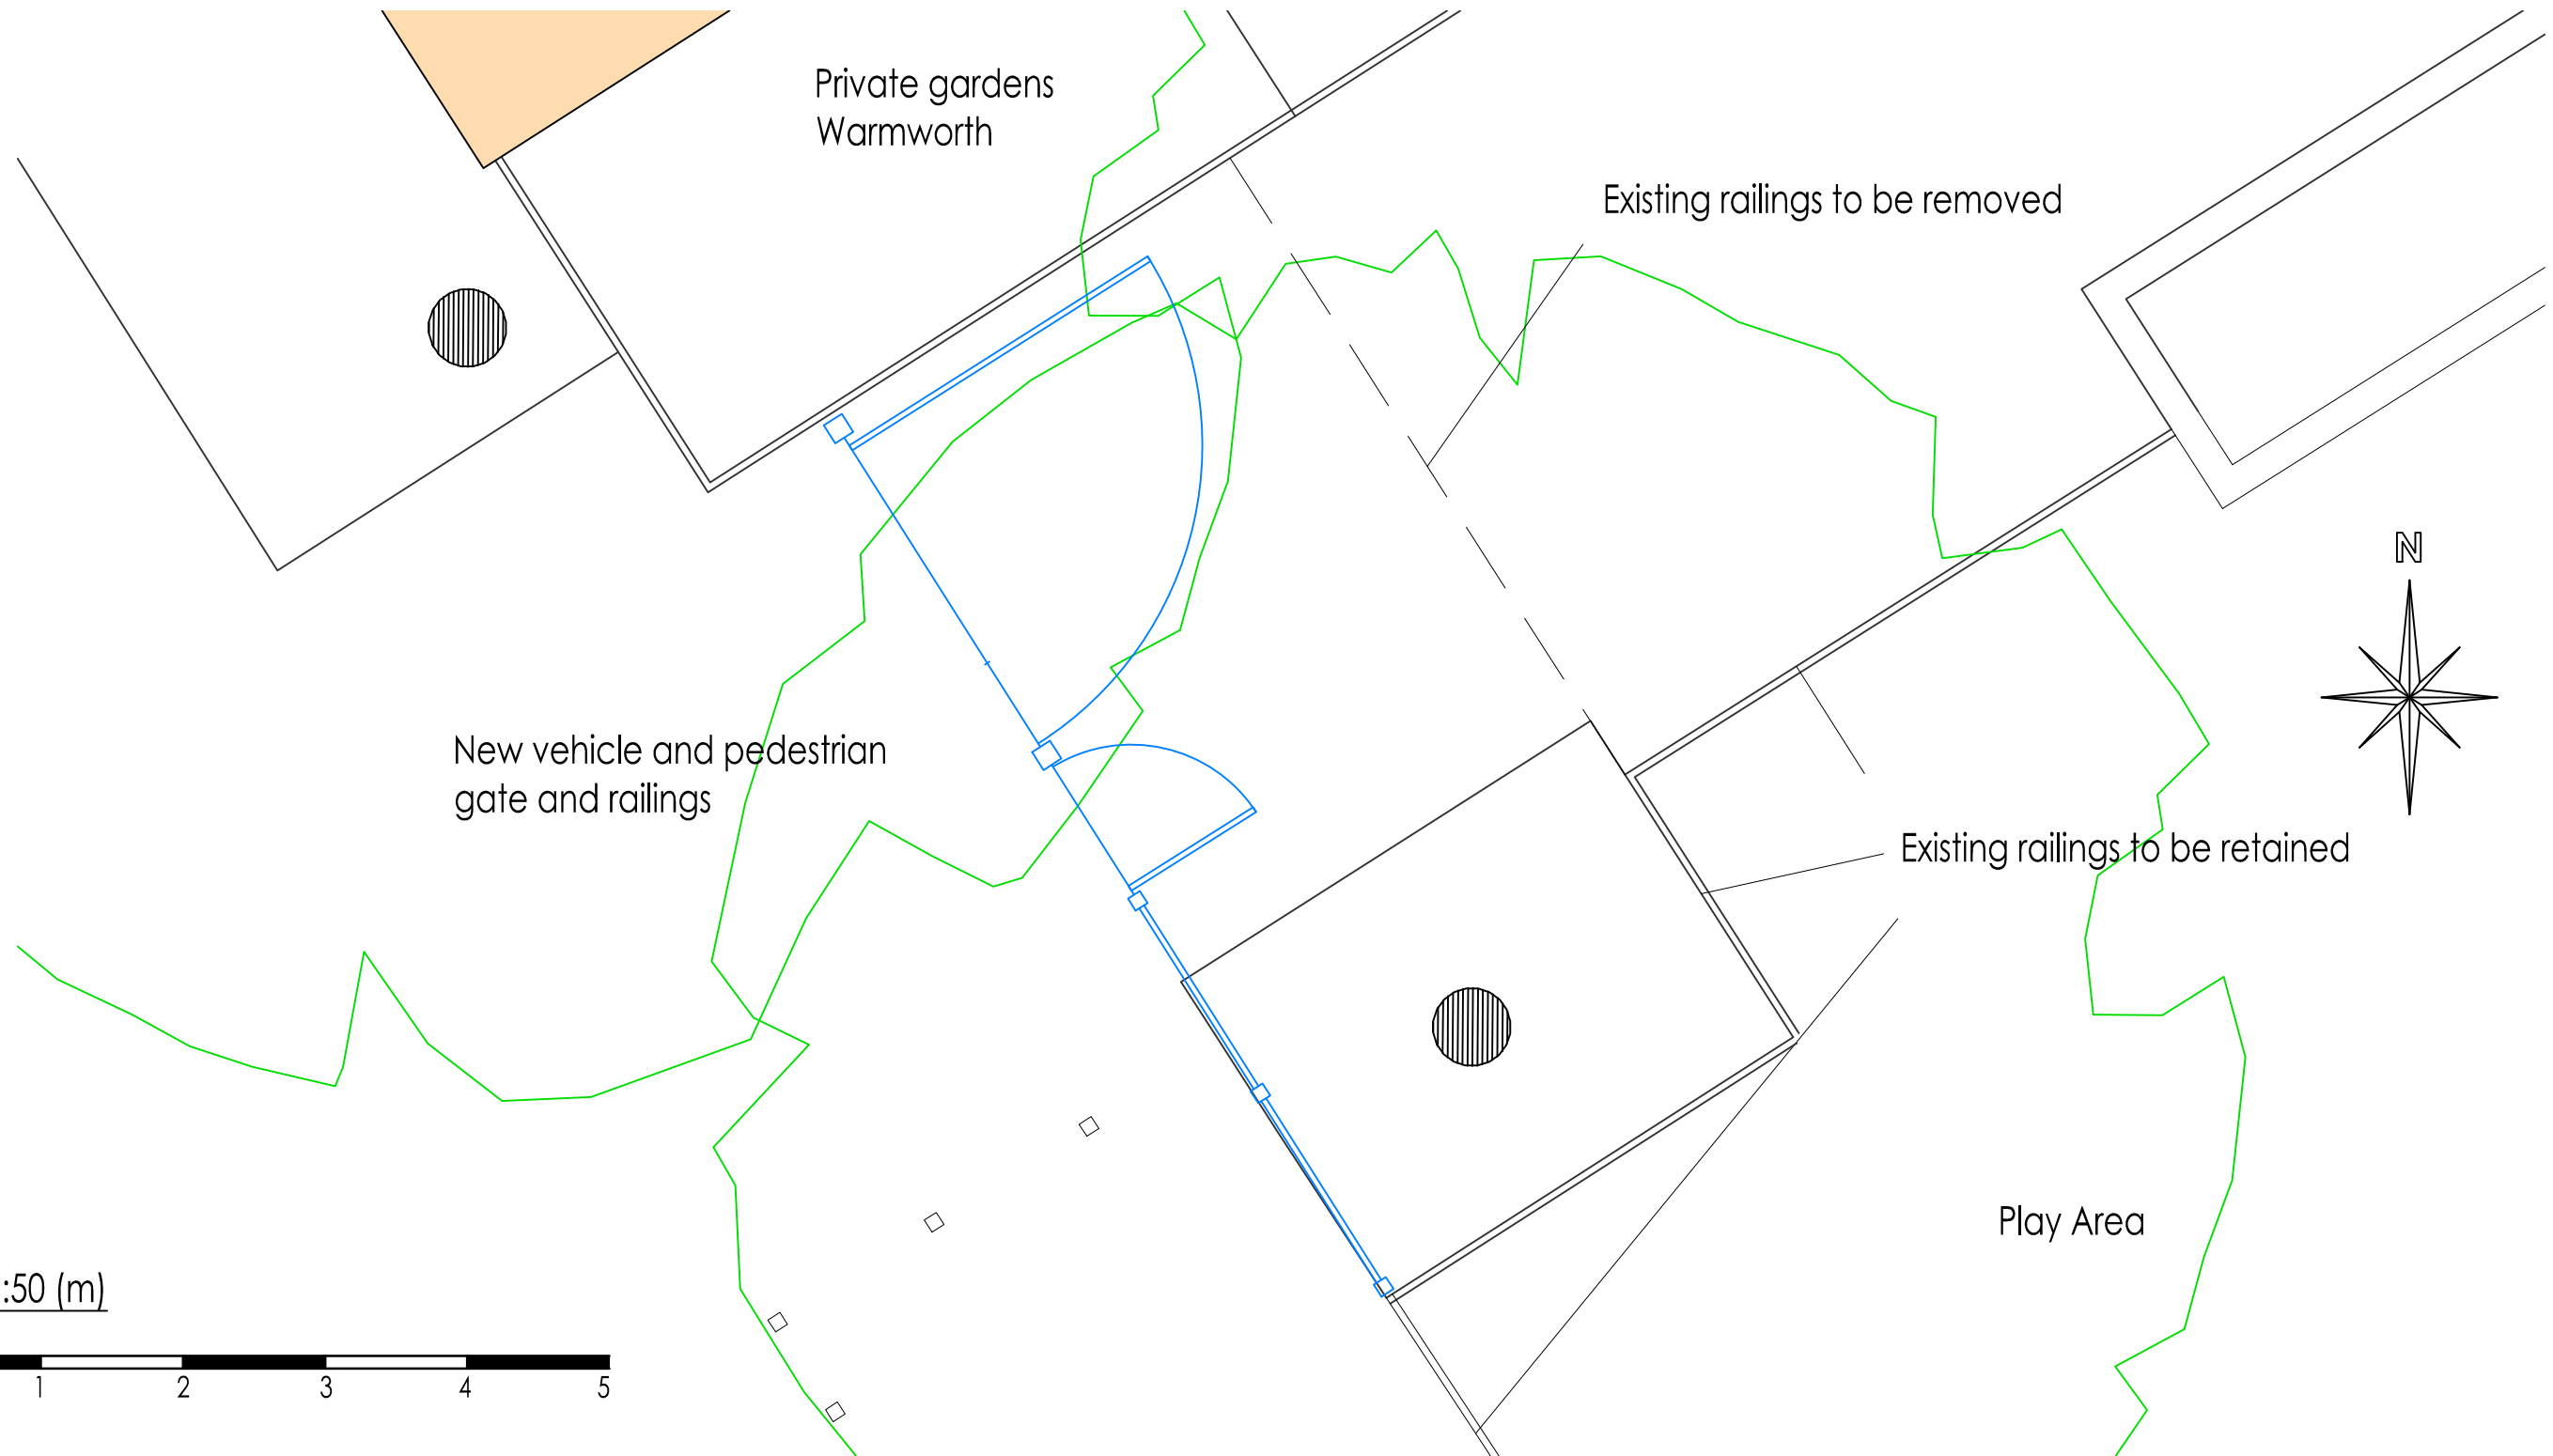 Private gardens
Warmworth
Existing railings to be removed
N
New vehicle and pedestrian
gate and railings
Existing railings to be retained
Play Area
:50 (m)
1 2 3 4 5